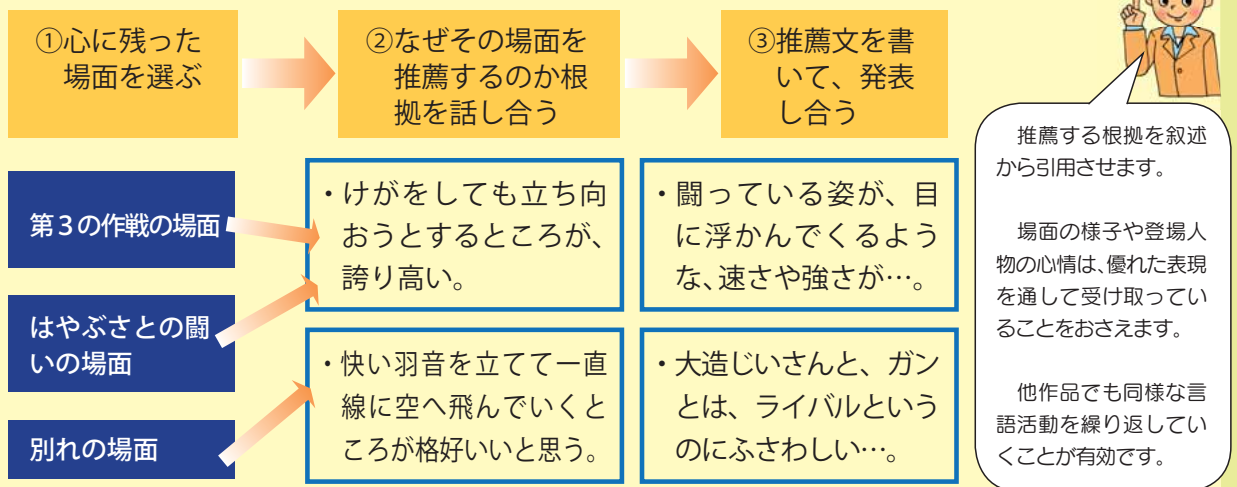 ①心に残った
場面を選ぶ
②なぜその場面を
推薦するのか根
拠を話し合う
③推薦文を書
いて、発表
し合う
第3の作戦の場面
はやぶさとの闘
いの場面
別れの場面
・けがをしても立ち向
おうとするところが、
誇り高い。
・快い羽音を立てて一直
線に空へ飛んでいくと
ころが格好いいと思う。
・闘っている姿が、目
に浮かんでくるよう
な、速さや強さが…。
・大造じいさんと、ガン
とは、ライバルという
のにふさわしい…。
推薦する根拠を叙述
から引用させます。
場面の様子や登場人
物の心情は、優れた表現
を通して受け取ってい
ることをおさえます。
他作品でも同様な言
語活動を繰り返してい
くことが有効です。